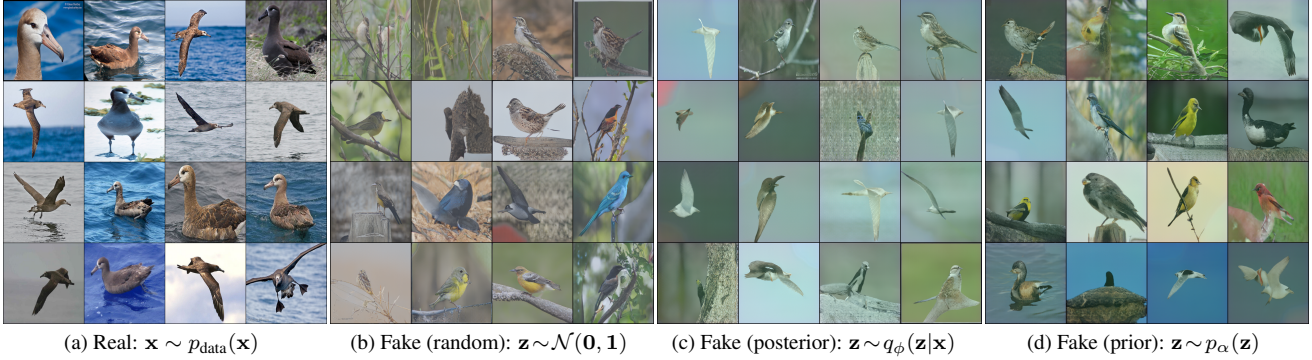 (a) Real: x ∼ p_data(x)
(b) Fake (random): z∼N(0, 1)
(c) Fake (posterior): z∼q_ϕ(z|x)
(d) Fake (prior): z∼p_α(z)